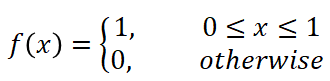 f(x) = {1, 0 ≤ x ≤ 1
0, otherwise